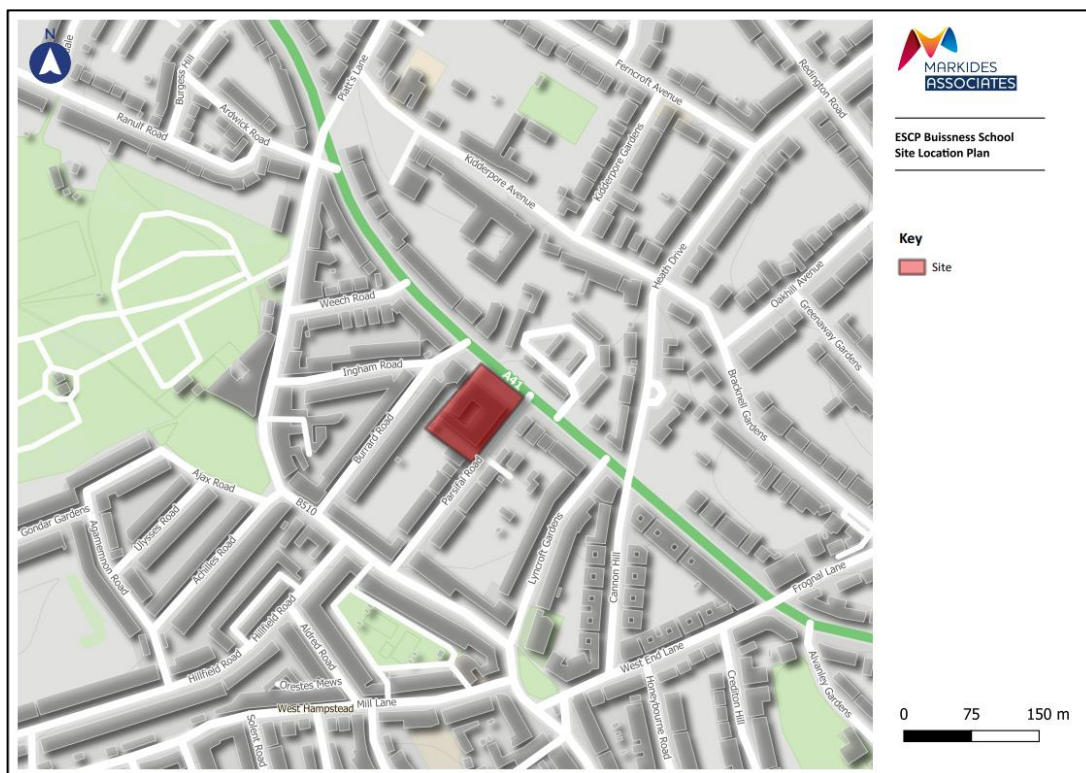 N
MARKIDES
ASSOCIATES
ESCP Buissness School
Site Location Plan
Key
Site
0 75 150 m
Burgess Hill
Ardwick Road
Ranulf Road
Platt's Lane
Ferncroft Avenue
Redington Road
Kidderpore Avenue
Kidderpore Gardens
Heath Drive
Oakhill Avenue
Greenaway Gardens
Bracknell Gardens
Weech Road
Ingham Road
A41
Burrard Road
Parsifal Road
Ajax Road
B510
Gondar Gardens
Agamemnon Road
Ulysses Road
Achilles Road
Lyncroft Gardens
Cannon Hill
Frognal Lane
Hillfield Road
Hillfield Road
Aldred Road
Orestes Mews
West Hampstead
Mill Lane
West End Lane
Solent Road
Honeybourne Road
Crediton Hill
Alvanley Gardens